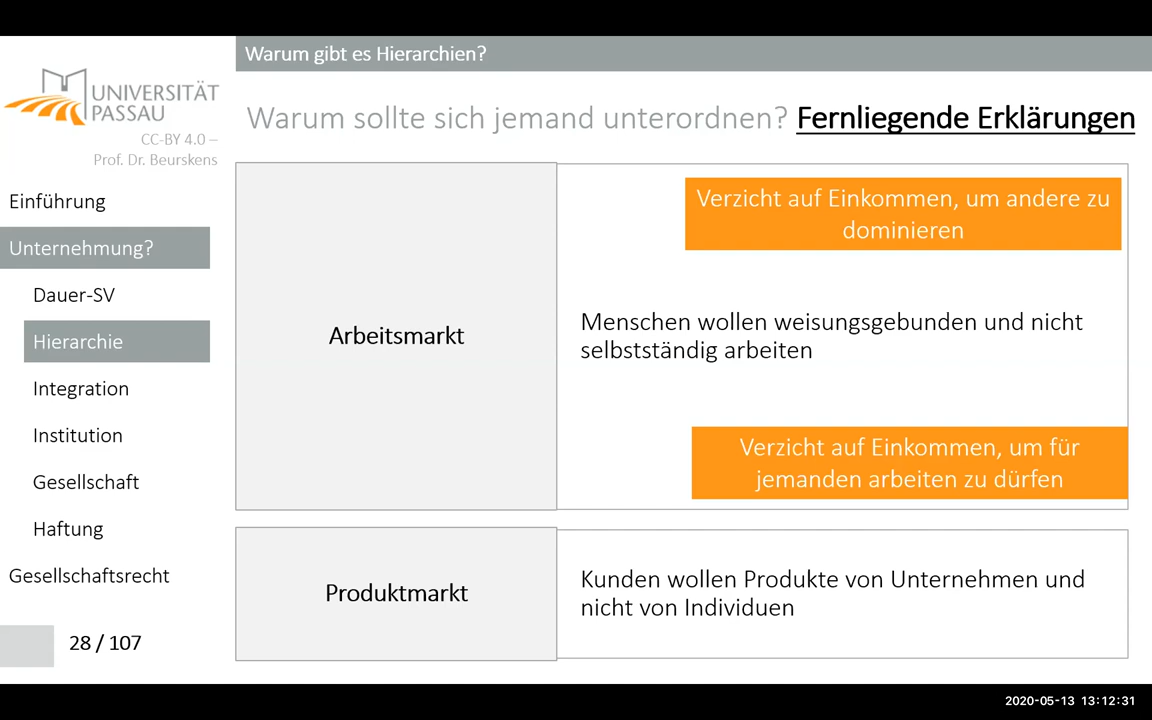 Warum gibt es Hierarchien?
UNIVERSITÄT
PASSAU
CC-BY 4.0 –
Prof. Dr. Beurskens
Einführung
Unternehmung?
Dauer-SV
Hierarchie
Integration
Institution
Gesellschaft
Haftung
Gesellschaftsrecht
28 / 107
Warum sollte sich jemand unterordnen? Fernliegende Erklärungen
Arbeitsmarkt
Verzicht auf Einkommen, um andere zu
dominieren
Menschen wollen weisungsgebunden und nicht
selbstständig arbeiten
Verzicht auf Einkommen, um für
jemanden arbeiten zu dürfen
Produktmarkt
Kunden wollen Produkte von Unternehmen und
nicht von Individuen
2020-05-13 13:12:31